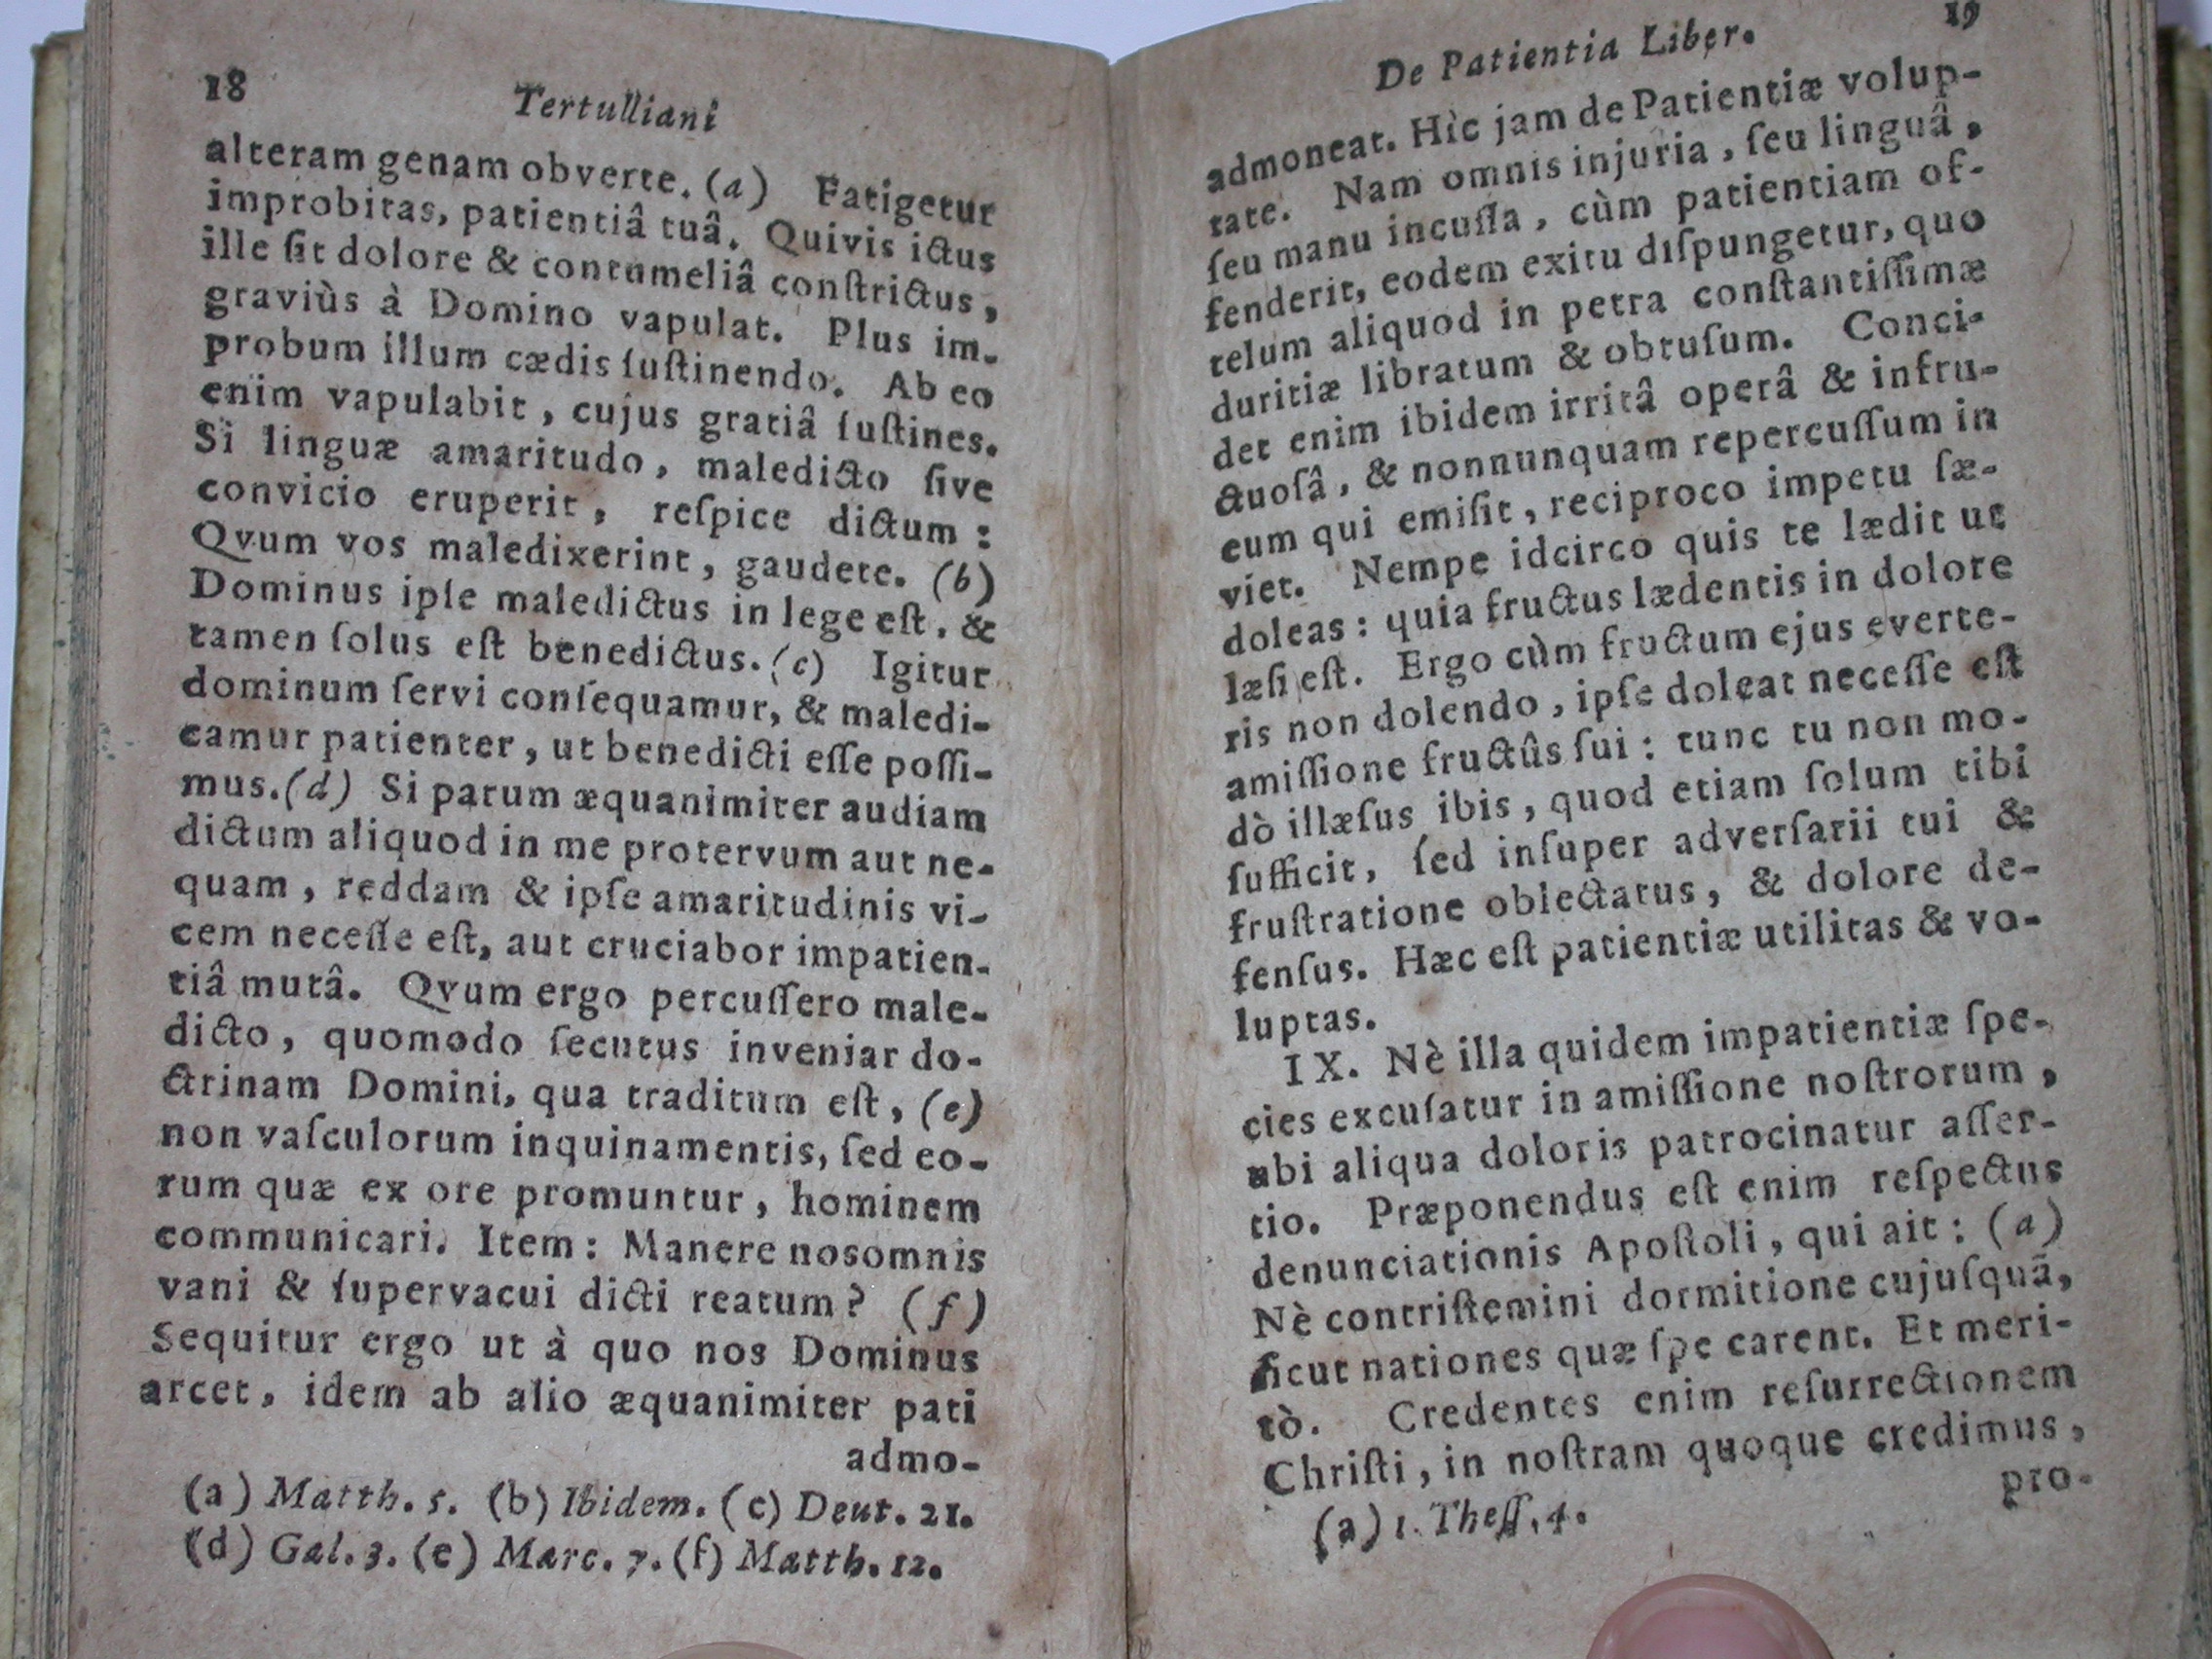 18
Tertulliani
alteram genam obverte. (a) Fatigetur
improbitas, patientiâ tuâ. Quivis ictus
ille ſit dolore & contumeliâ conſtrictus,
graviùs à Domino vapulat. Plus im-
probum illum cædis ſuſtinendo. Ab eo
enim vapulabit, cujus gratiâ ſuſtines.
Si linguæ amaritudo, maledicto ſive
convicio eruperit, reſpice dictum:
Qvum vos maledixerint, gaudete. (b)
Dominus ipſe maledictus in lege eſt. &
tamen ſolus eſt benedictus. (c) Igitur
dominum ſervi conſequamur, & maledi-
camur patienter, ut benedicti eſſe poſſi-
mus. (d) Si parum æquanimiter audiam
dictum aliquod in me protervum aut ne-
quam, reddam & ipſe amaritudinis vi-
cem neceſſe eſt, aut cruciabor impatien-
tiâ mutâ. Qvum ergo percuſſero male-
dicto, quomodo ſecutus inveniar do-
ctrinam Domini, qua traditum eſt, (e)
non vaſculorum inquinamentis, ſed eo-
rum quæ ex ore promuntur, hominem
communicari. Item: Manere nosomnis
vani & ſupervacui dicti reatum? (f)
Sequitur ergo ut à quo nos Dominus
arcet, idem ab alio æquanimiter pati
admo-
(a) Matth. 5. (b) Ibidem. (c) Deut. 21.
(d) Gal. 3. (e) Marc. 7. (f) Matth. 12.
De Patientia Liber. 19
admoneat. Hìc jam de Patientiæ volup-
tate. Nam omnis injuria, ſeu linguâ,
ſeu manu incuſſa, cùm patientiam of-
fenderit, eodem exitu diſpungetur, quo
telum aliquod in petra conſtantiſſimæ
duritiæ libratum & obtuſum. Conci-
det enim ibidem irritâ operâ & infru-
ctuoſâ, & nonnunquam repercuſſum in
eum qui emiſit, reciproco impetu ſæ-
viet. Nempe idcirco quis te lædit ut
doleas: quia fructus lædentis in dolore
læſi eſt. Ergo cùm fructum ejus everte-
ris non dolendo, ipſe doleat neceſſe eſt
amiſſione fructûs ſui: tunc tu non mo-
dò illæſus ibis, quod etiam ſolum tibi
ſufficit, ſed inſuper adverſarii tui &
fruſtratione oblectatus, & dolore de-
fenſus. Hæc eſt patientiæ utilitas & vo-
luptas.
IX. Nè illa quidem impatientiæ ſpe-
cies excuſatur in amiſſione noſtrorum,
ubi aliqua doloris patrocinatur aſſer-
tio. Præponendus eſt enim reſpectus
denunciationis Apoſtoli, qui ait: (a)
Nè contriſtemini dormitione cujuſquã,
ſicut nationes quæ ſpe carent. Et meri-
tò. Credentes enim reſurrectionem
Chriſti, in noſtram quoque credimus,
pro-
(a) 1. Theſſ. 4.